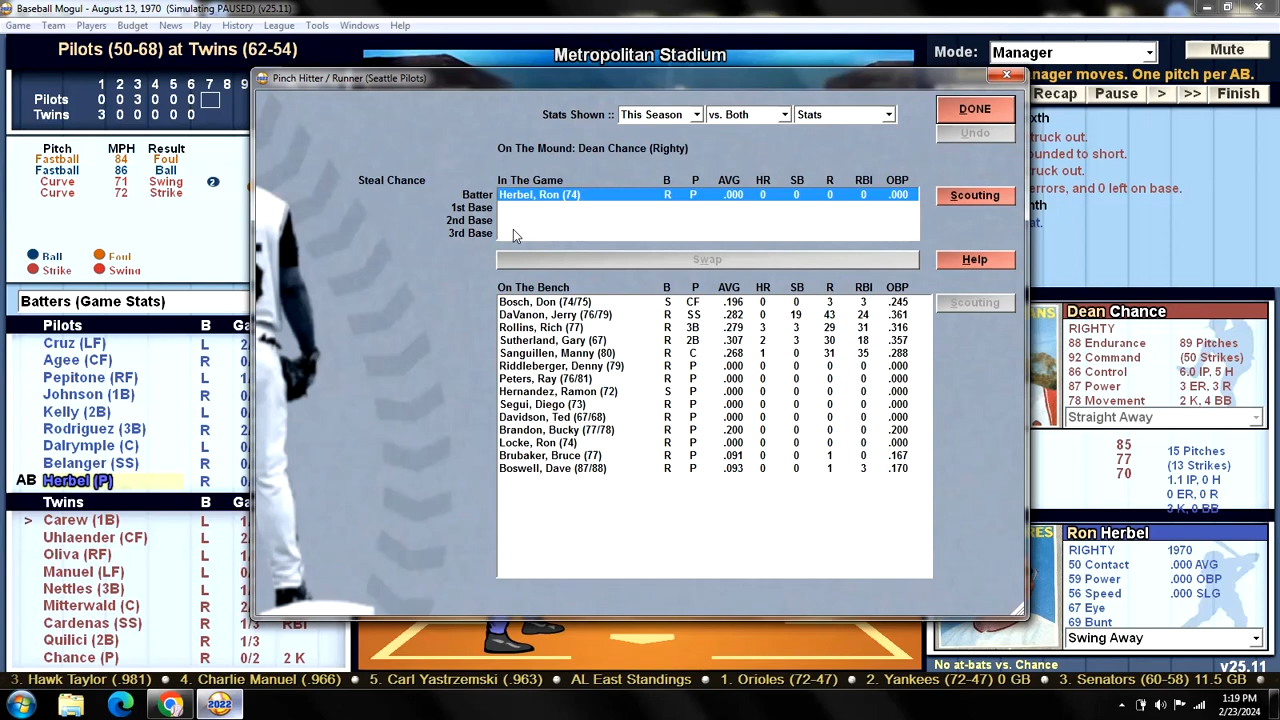 Baseball Mogul - August 13, 1970 (Simulating PAUSED) (v25.11)
Game Team Players Budget News Play History League Tools Windows Help
Pilots (50-68) at Twins (62-54)
1 2 3 4 5 6 7 8 9
Pilots 0 0 3 0 0 0
Twins 3 0 0 0 0 0
Metropolitan Stadium
Mode: Manager Mute
nager moves. One pitch per AB.
Recap Pause > >> Finish
Pitch MPH Result
Fastball 84 Foul
Fastball 86 Ball
Curve 71 Swing 2
Curve 72 Strike
Ball Foul
Strike Swing
xth
truck out.
ounded to short.
errors, and 0 left on base.
nth
at.
Pinch Hitter / Runner (Seattle Pilots)
Stats Shown :: This Season vs. Both Stats
DONE
Undo
On The Mound: Dean Chance (Righty)
Steal Chance In The Game B P AVG HR SB R RBI OBP
Batter Herbel, Ron (74) R P .000 0 0 0 0 .000
1st Base
2nd Base
3rd Base
Scouting
Swap
Help
On The Bench B P AVG HR SB R RBI OBP
Scouting
Bosch, Don (74/75) S CF .196 0 0 3 3 .245
DaVanon, Jerry (76/79) R SS .282 0 19 43 24 .361
Rollins, Rich (77) R 3B .279 3 3 29 31 .316
Sutherland, Gary (67) R 2B .307 2 3 30 18 .357
Sanguillen, Manny (80) R C .268 1 0 31 35 .288
Riddleberger, Denny (79) R P .000 0 0 0 0 .000
Peters, Ray (76/81) R P .000 0 0 0 0 .000
Hernandez, Ramon (72) S P .000 0 0 0 0 .000
Segui, Diego (73) R P .000 0 0 0 0 .000
Davidson, Ted (67/68) R P .000 0 0 0 0 .000
Brandon, Bucky (77/78) R P .200 0 0 0 0 .200
Locke, Ron (74) R P .000 0 0 0 0 .000
Brubaker, Bruce (77) R P .091 0 0 1 0 .167
Boswell, Dave (87/88) R P .093 0 0 1 3 .170
Batters (Game Stats)
Pilots B Ga
Cruz (LF) L 2
Agee (CF) R
Pepitone (RF) L
Johnson (1B) R
Kelly (2B) R
Rodriguez (3B) R
Dalrymple (C) L
Belanger (SS) R
AB Herbel (P) R 0
Twins B Ga
> Carew (1B) L
Uhlaender (CF) L
Oliva (RF) L
Manuel (LF) L
Nettles (3B) L
Mitterwald (C) R
Cardenas (SS) R 1/3 RBI
Quilici (2B) R 1/3
Chance (P) R 0/2 2 K
Dean Chance
RIGHTY
88 Endurance 89 Pitches
92 Command (50 Strikes)
86 Control 6.0 IP, 5 H
87 Power 3 ER, 3 R
78 Movement 2 K, 4 BB
Straight Away
85 15 Pitches
77 (13 Strikes)
70 1.1 IP, 0 H
0 ER, 0 R
3 K, 0 BB
Ron Herbel
RIGHTY 1970
50 Contact .000 AVG
59 Power .000 OBP
56 Speed .000 SLG
67 Eye
69 Bunt
Swing Away
No at-bats vs. Chance v25.11
3. Hawk Taylor (.981) 4. Charlie Manuel (.966) 5. Carl Yastrzemski (.963) AL East Standings 1. Orioles (72-47) 2. Yankees (72-47) 0 GB 3. Senators (60-58) 11.5 GB
2022
1:19 PM
2/23/2024